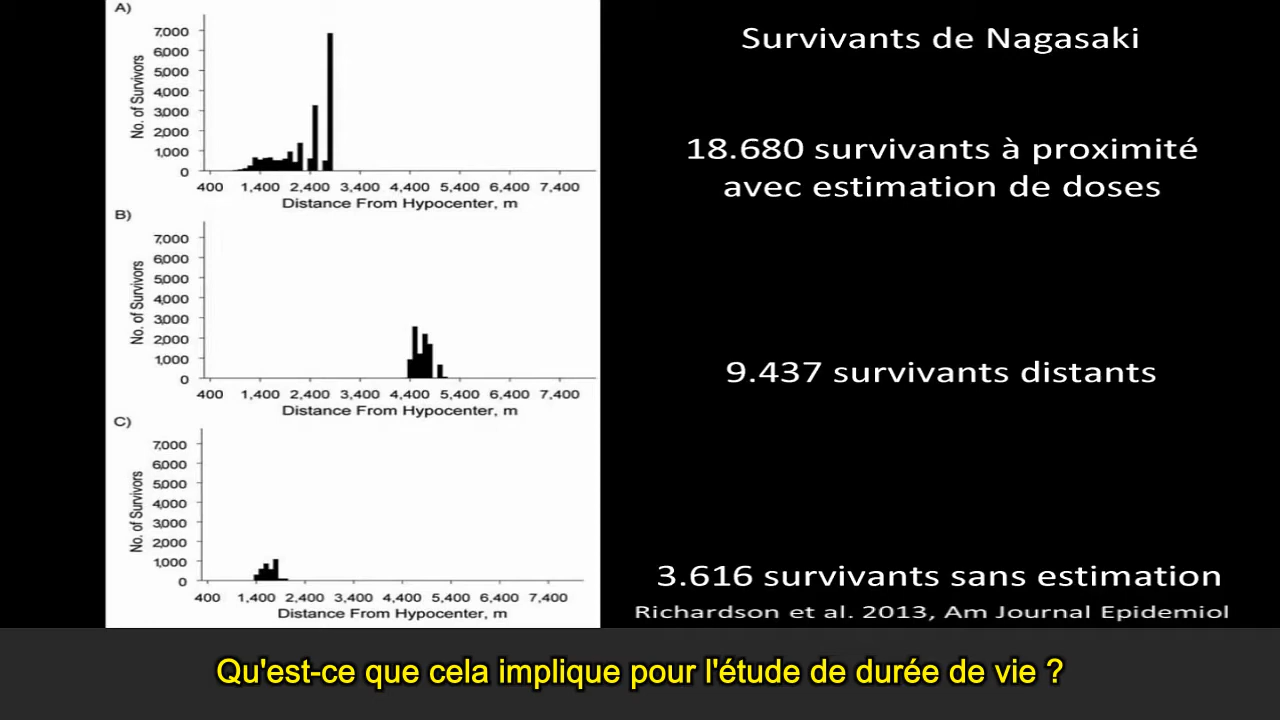 A)
No. of Survivors
7,000
6,000
5,000
4,000
3,000
2,000
1,000
0
400 1,400 2,400 3,400 4,400 5,400 6,400 7,400
Distance From Hypocenter, m
B)
No. of Survivors
7,000
6,000
5,000
4,000
3,000
2,000
1,000
0
400 1,400 2,400 3,400 4,400 5,400 6,400 7,400
Distance From Hypocenter, m
C)
No. of Survivors
7,000
6,000
5,000
4,000
3,000
2,000
1,000
0
400 1,400 2,400 3,400 4,400 5,400 6,400 7,400
Distance From Hypocenter, m
Survivants de Nagasaki
18.680 survivants à proximité
avec estimation de doses
9.437 survivants distants
3.616 survivants sans estimation
Richardson et al. 2013, Am Journal Epidemiol
Qu'est-ce que cela implique pour l'étude de durée de vie ?